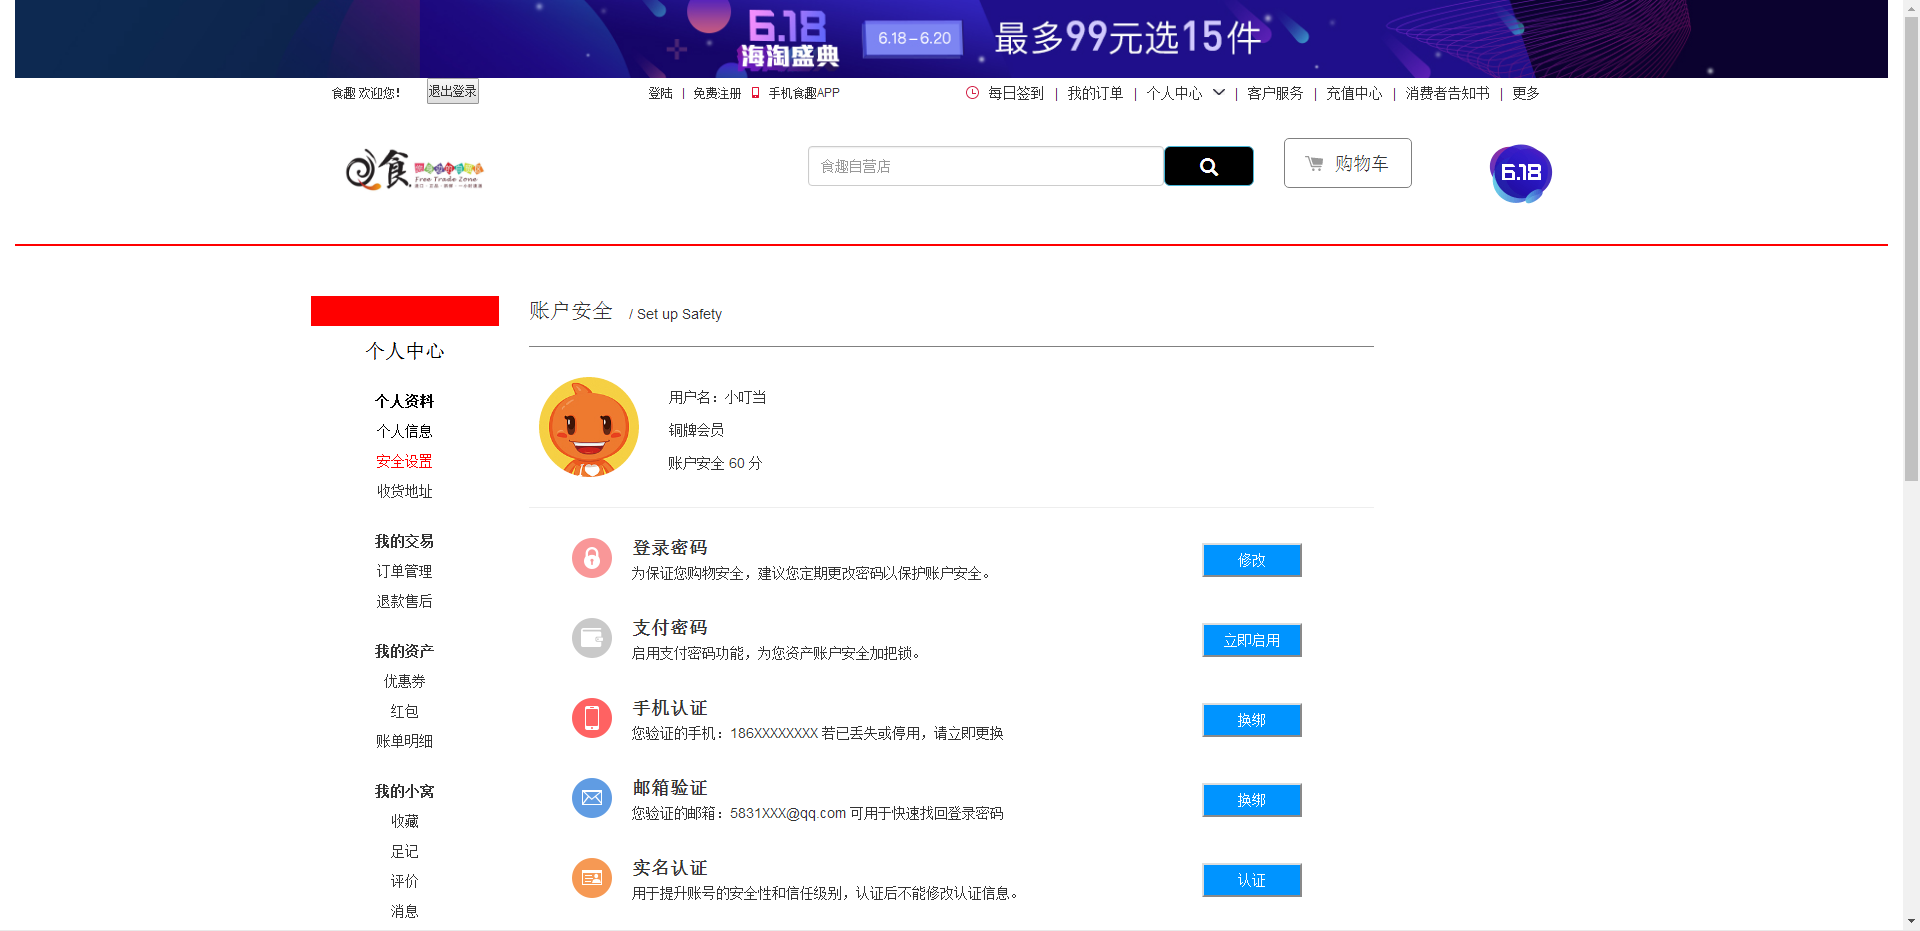 6.18
海淘盛典
6.18-6.20
最多99元选15件
食趣 欢迎您！
退出登录
登陆 | 免费注册 手机食趣APP
每日签到 | 我的订单 | 个人中心 | 客户服务 | 充值中心 | 消费者告知书 | 更多
食
Free Trade Zone
食趣自营店
购物车
6.18
账户安全 / Set up Safety
个人中心
个人资料
个人信息
安全设置
收货地址
我的交易
订单管理
退款售后
我的资产
优惠券
红包
账单明细
我的小窝
收藏
足记
评价
消息
用户名：小叮当
铜牌会员
账户安全 60 分
登录密码
为保证您购物安全，建议您定期更改密码以保护账户安全。
修改
支付密码
启用支付密码功能，为您资产账户安全加把锁。
立即启用
手机认证
您验证的手机：186XXXXXXXX 若已丢失或停用，请立即更换
换绑
邮箱验证
您验证的邮箱：5831XXX@qq.com 可用于快速找回登录密码
换绑
实名认证
用于提升账号的安全性和信任级别，认证后不能修改认证信息。
认证